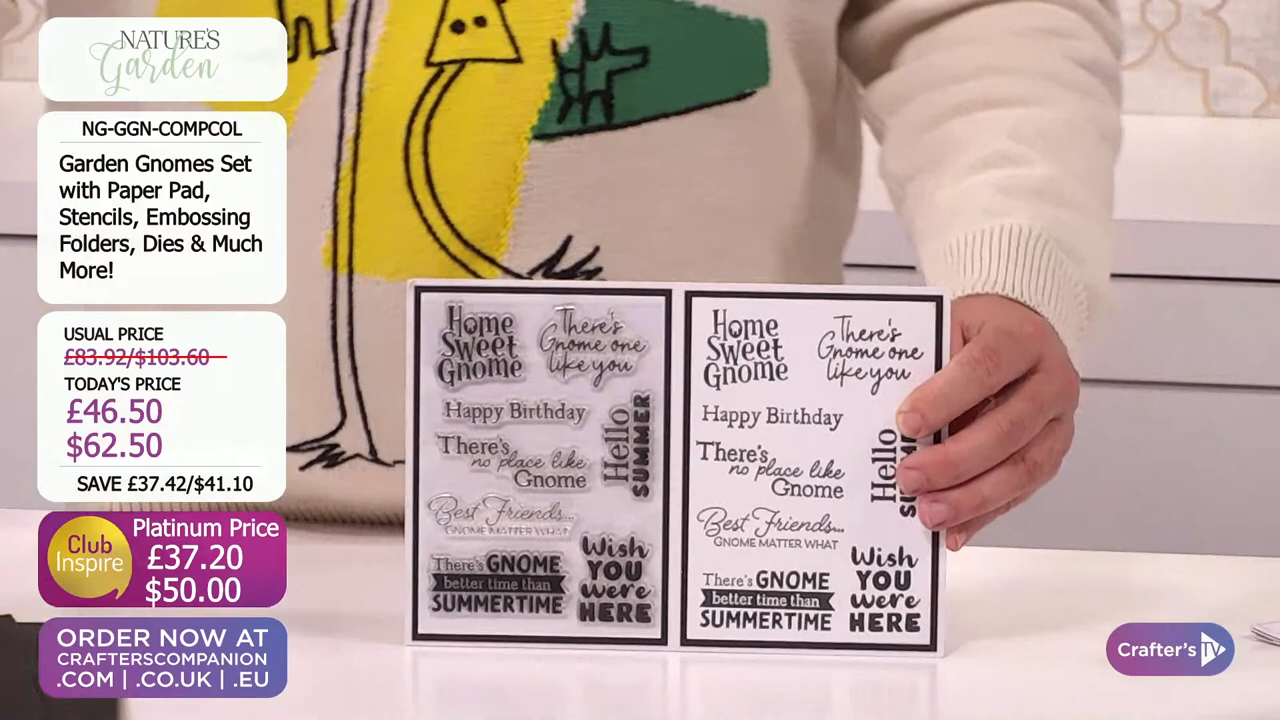 NATURE'S
Garden
NG-GGN-COMPCOL
Garden Gnomes Set
with Paper Pad,
Stencils, Embossing
Folders, Dies & Much
More!
USUAL PRICE
£83.92/$103.60
TODAY'S PRICE
£46.50
$62.50
SAVE £37.42/$41.10
Club
Inspire
Platinum Price
£37.20
$50.00
ORDER NOW AT
CRAFTERSCOMPANION
.COM | .CO.UK | .EU
Home
Sweet
Gnome
There's
Gnome one
like you
Happy Birthday
There's
no place like
Gnome
Hello
SUMMER
Best Friends...
GNOME MATTER WHAT
There's GNOME
better time than
SUMMERTIME
Wish
YOU
were
HERE
Home
Sweet
Gnome
There's
Gnome one
like you
Happy Birthday
There's
no place like
Gnome
Hello
Best Friends...
GNOME MATTER WHAT
There's GNOME
better time than
SUMMERTIME
Wish
YOU
were
HERE
Crafter's TV